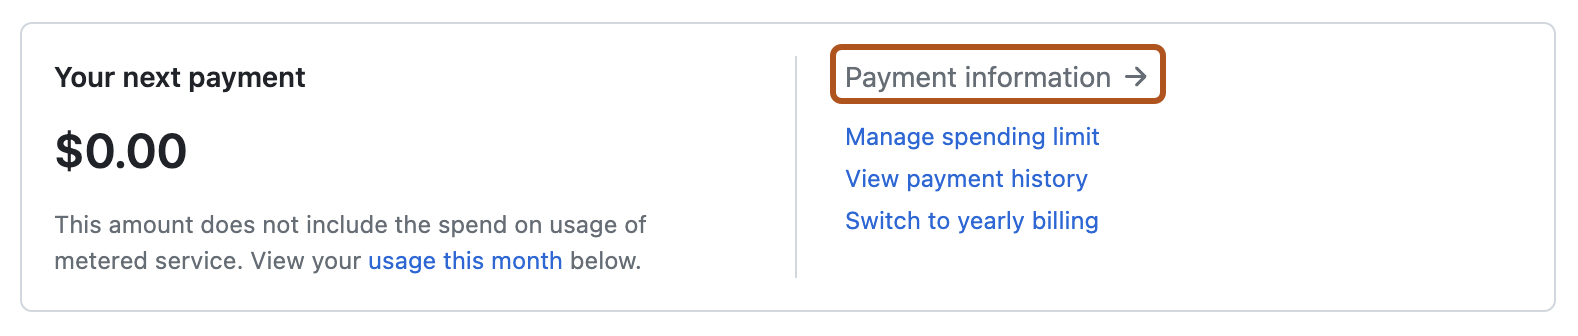 Your next payment
$0.00
This amount does not include the spend on usage of
metered service. View your usage this month below.
Payment information →
Manage spending limit
View payment history
Switch to yearly billing